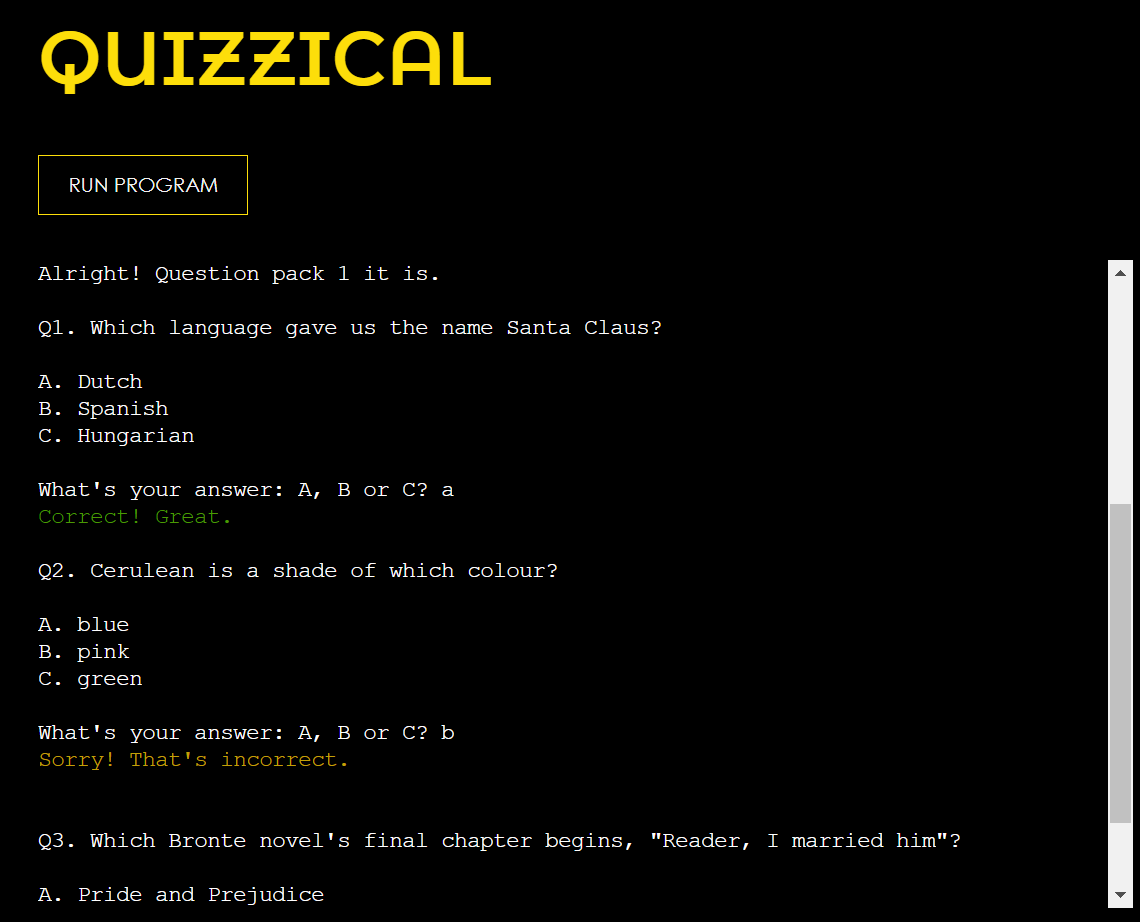 QUIZZICAL
RUN PROGRAM
Alright! Question pack 1 it is.
Q1. Which language gave us the name Santa Claus?
A. Dutch
B. Spanish
C. Hungarian
What's your answer: A, B or C? a
Correct! Great.
Q2. Cerulean is a shade of which colour?
A. blue
B. pink
C. green
What's your answer: A, B or C? b
Sorry! That's incorrect.
Q3. Which Bronte novel's final chapter begins, "Reader, I married him"?
A. Pride and Prejudice